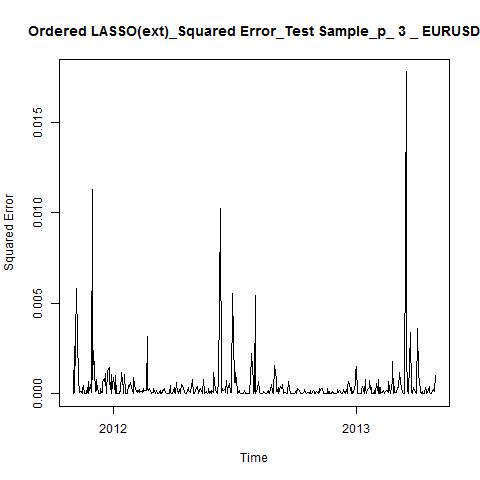 Ordered LASSO(ext)_Squared Error_Test Sample_p_ 3 _ EURUSD
Squared Error
0.015
0.010
0.005
0.000
2012
2013
Time